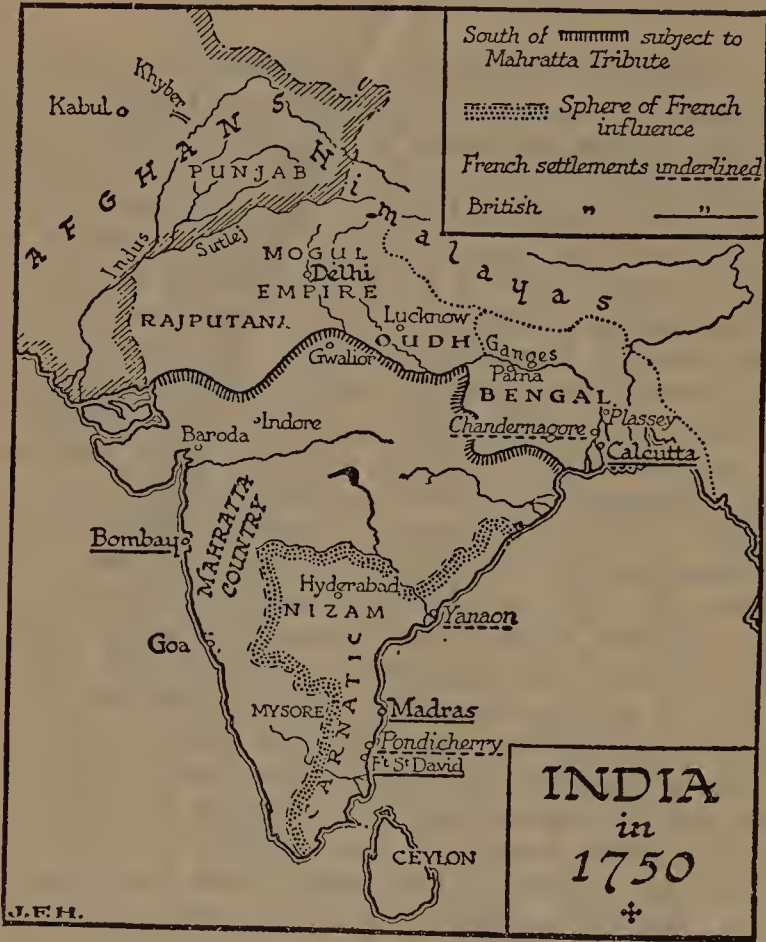 South of subject to
Mahratta Tribute
Sphere of French
influence
French settlements underlined
British " "
Khyber
Kabul
AFGHANS
PUNJAB
Himalayas
Indus
Sutlej
MOGUL
Delhi
EMPIRE
RAJPUTANA
Lucknow
OUDH
Gwalior
Ganges
Patna
BENGAL
Indore
Plassey
Chandernagore
Baroda
Calcutta
MAHRATTA
COUNTRY
Bombay
Hyderabad
NIZAM
Yanaon
Goa
CARNATIC
MYSORE
Madras
Pondicherry
Ft St David
CEYLON
INDIA
in
1750
J.F.H.